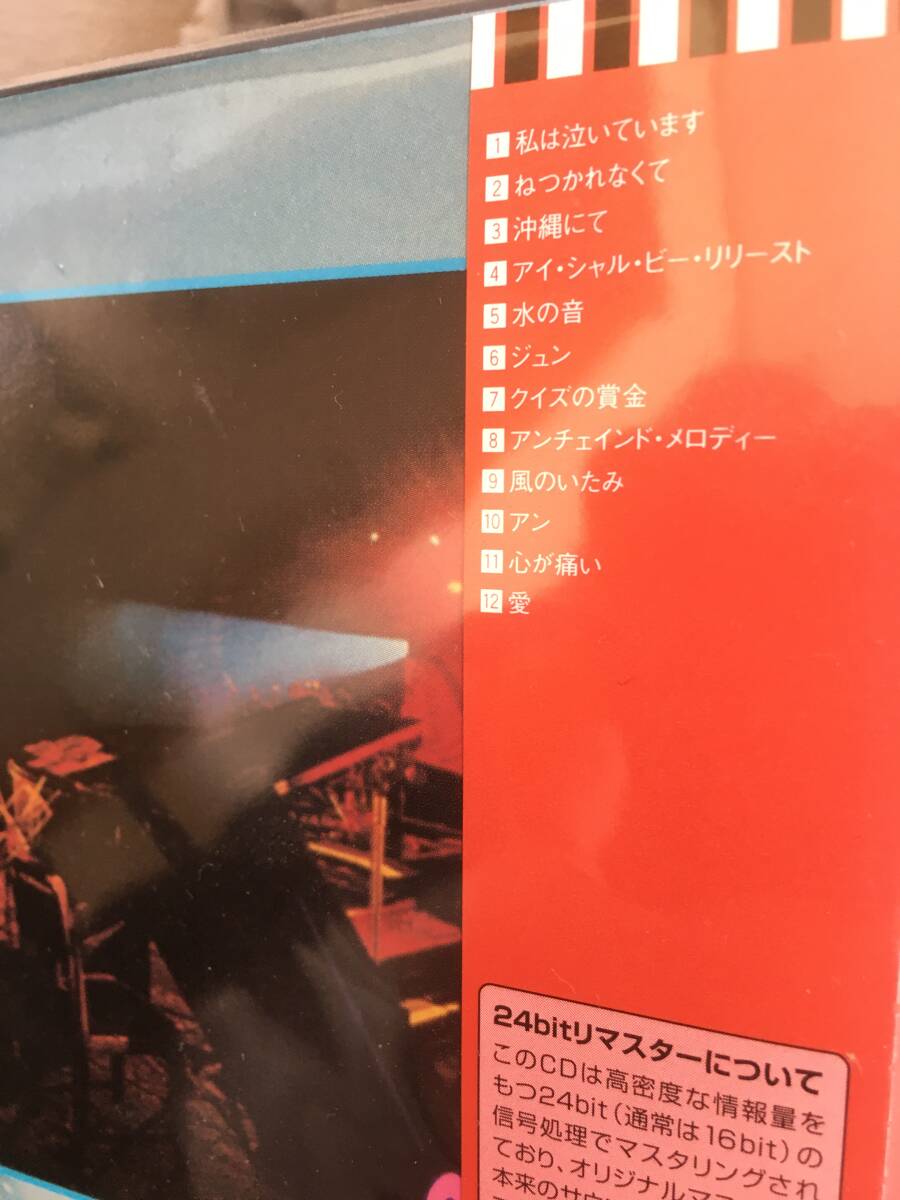 1 私は泣いています
2 ねつかれなくて
3 沖縄にて
4 アイ・シャル・ビー・リリースト
5 水の音
6 ジュン
7 クイズの賞金
8 アンチェインド・メロディー
9 風のいたみ
10 アン
11 心が痛い
12 愛
24bitリマスターについて
このCDは高密度な情報量を
もつ24bit(通常は16bit)の
信号処理でマスタリングされ
ており、オリジナルマス
本来のサウ